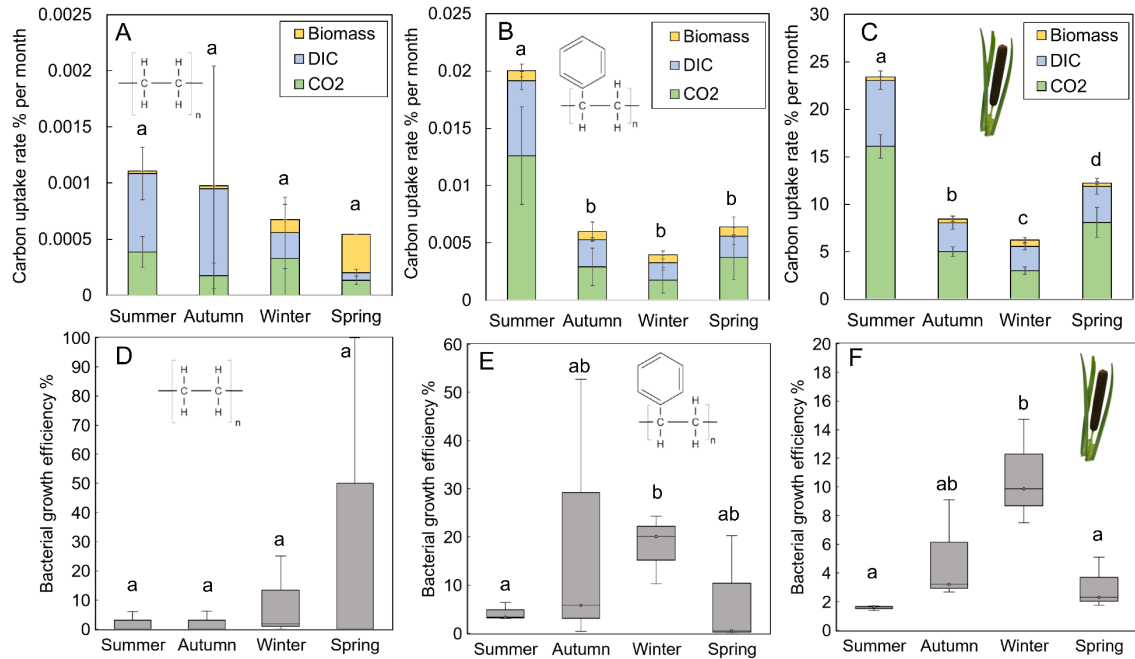 A
Carbon uptake rate % per month
0.0025
0.002
0.0015
0.001
0.0005
0
Biomass
DIC
CO2
H H
C C
H H
n
a
a
a
a
Summer Autumn Winter Spring
B
Carbon uptake rate % per month
0.02
0.015
0.01
0.005
0
Biomass
DIC
CO2
H
C C
H H
n
a
b
b
b
Summer Autumn Winter Spring
C
Carbon uptake rate % per month
30
25
20
15
10
5
0
Biomass
DIC
CO2
a
b
c
d
Summer Autumn Winter Spring
D
Bacterial growth efficiency %
100
90
80
70
60
50
40
30
20
10
0
H H
C C
H H
n
a
a
a
a
Summer Autumn Winter Spring
E
Bacterial growth efficiency %
60
50
40
30
20
10
0
H
C C
H H
n
a
ab
b
ab
Summer Autumn Winter Spring
F
Bacterial growth efficiency %
20
18
16
14
12
10
8
6
4
2
0
a
ab
b
a
Summer Autumn Winter Spring